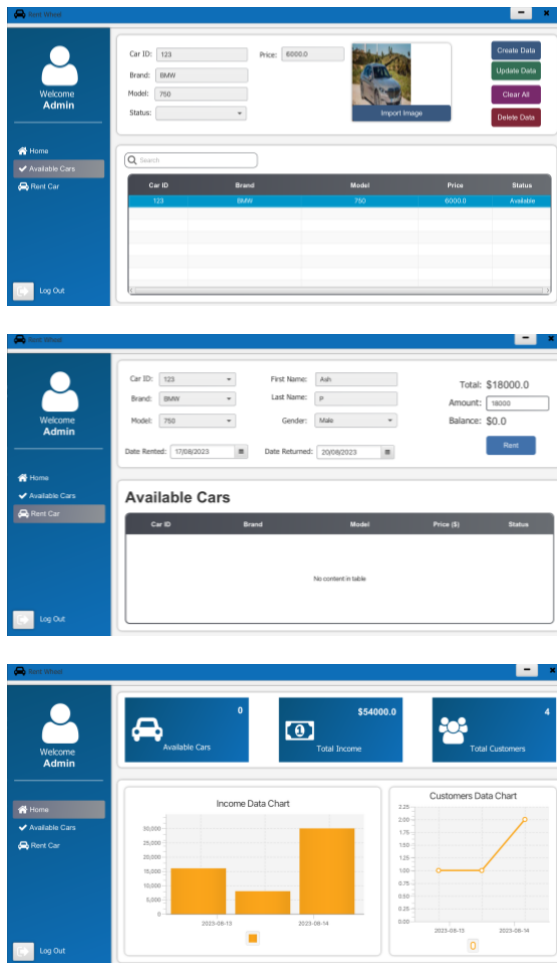 Rent Wheel
Welcome
Admin
Home
Available Cars
Rent Car
Log Out
Car ID: 123
Price: 6000.0
Brand: BMW
Model: 750
Status:
Import Image
Create Data
Update Data
Clear All
Delete Data
Search
Car ID Brand Model Price Status
123 BMW 750 6000.0 Available
Rent Wheel
Welcome
Admin
Home
Available Cars
Rent Car
Log Out
Car ID: 123
First Name: Ash
Total: $18000.0
Brand: BMW
Last Name: P
Amount: 18000
Model: 750
Gender: Male
Balance: $0.0
Date Rented: 17/08/2023
Date Returned: 20/08/2023
Rent
Available Cars
Car ID Brand Model Price ($) Status
No content in table
Rent Wheel
Welcome
Admin
Home
Available Cars
Rent Car
Log Out
0
Available Cars
$54000.0
Total Income
4
Total Customers
Income Data Chart
30,000
25,000
20,000
15,000
10,000
5,000
0
2023-08-13 2023-08-14
Customers Data Chart
2.25
2.00
1.75
1.50
1.25
1.00
0.75
0.50
0.25
0.00
2023-08-13 2023-08-14